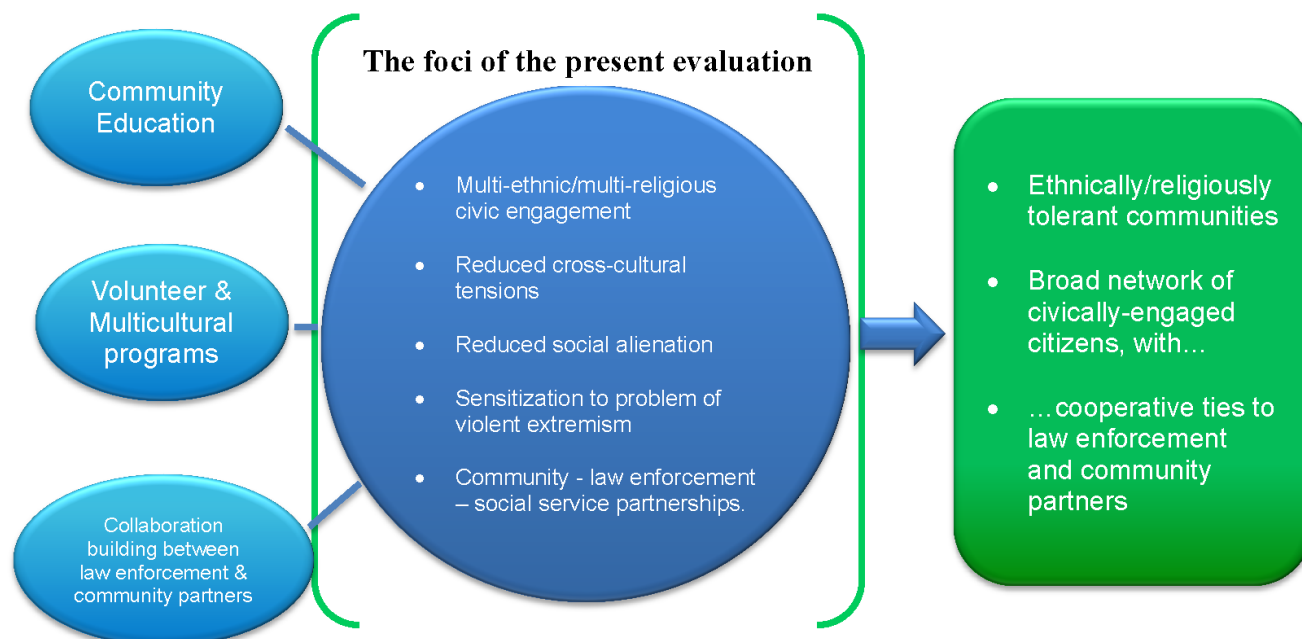 The foci of the present evaluation
Community
Education
Volunteer &
Multicultural
programs
Collaboration
building between
law enforcement &
community partners
• Multi-ethnic/multi-religious
civic engagement
• Reduced cross-cultural
tensions
• Reduced social alienation
• Sensitization to problem of
violent extremism
• Community - law enforcement
– social service partnerships.
• Ethnically/religiously
tolerant communities
• Broad network of
civically-engaged
citizens, with…
• …cooperative ties to
law enforcement
and community
partners